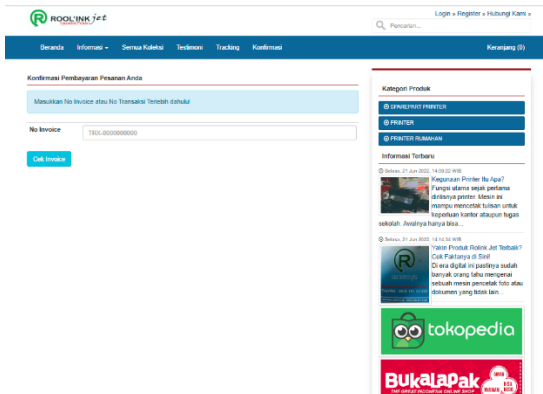 ROOL'INK jet
Login » Register » Hubungi Kami »
Pencarian...
Beranda Informasi Semua Koleksi Testimoni Tracking Konfirmasi Keranjang (0)
Konfirmasi Pembayaran Pesanan Anda
Masukkan No Invoice atau No Transaksi Terlebih dahulu!
No Invoice
TRX-0000000000
Cek Invoice
Kategori Produk
SPAREPART PRINTER
PRINTER
PRINTER RUMAHAN
Informasi Terbaru
Selasa, 21 Jun 2022, 14:09:22 WIB
Kegunaan Printer Itu Apa?
Fungsi utama sejak pertama
dirilisnya printer. Mesin ini
mampu mencetak tulisan untuk
keperluan kantor ataupun tugas
sekolah. Awalnya hanya bisa...
Selasa, 21 Jun 2022, 14:14:34 WIB
Yakin Produk Rolink Jet Terbaik?
Cek Faktanya di Sini!
Di era digital ini pastinya sudah
banyak orang tahu mengenai
sebuah mesin pencetak foto atau
dokumen yang tidak lain...
tokopedia
BukaLaPak
THE GREAT INDONESIA ONLINE SHOP